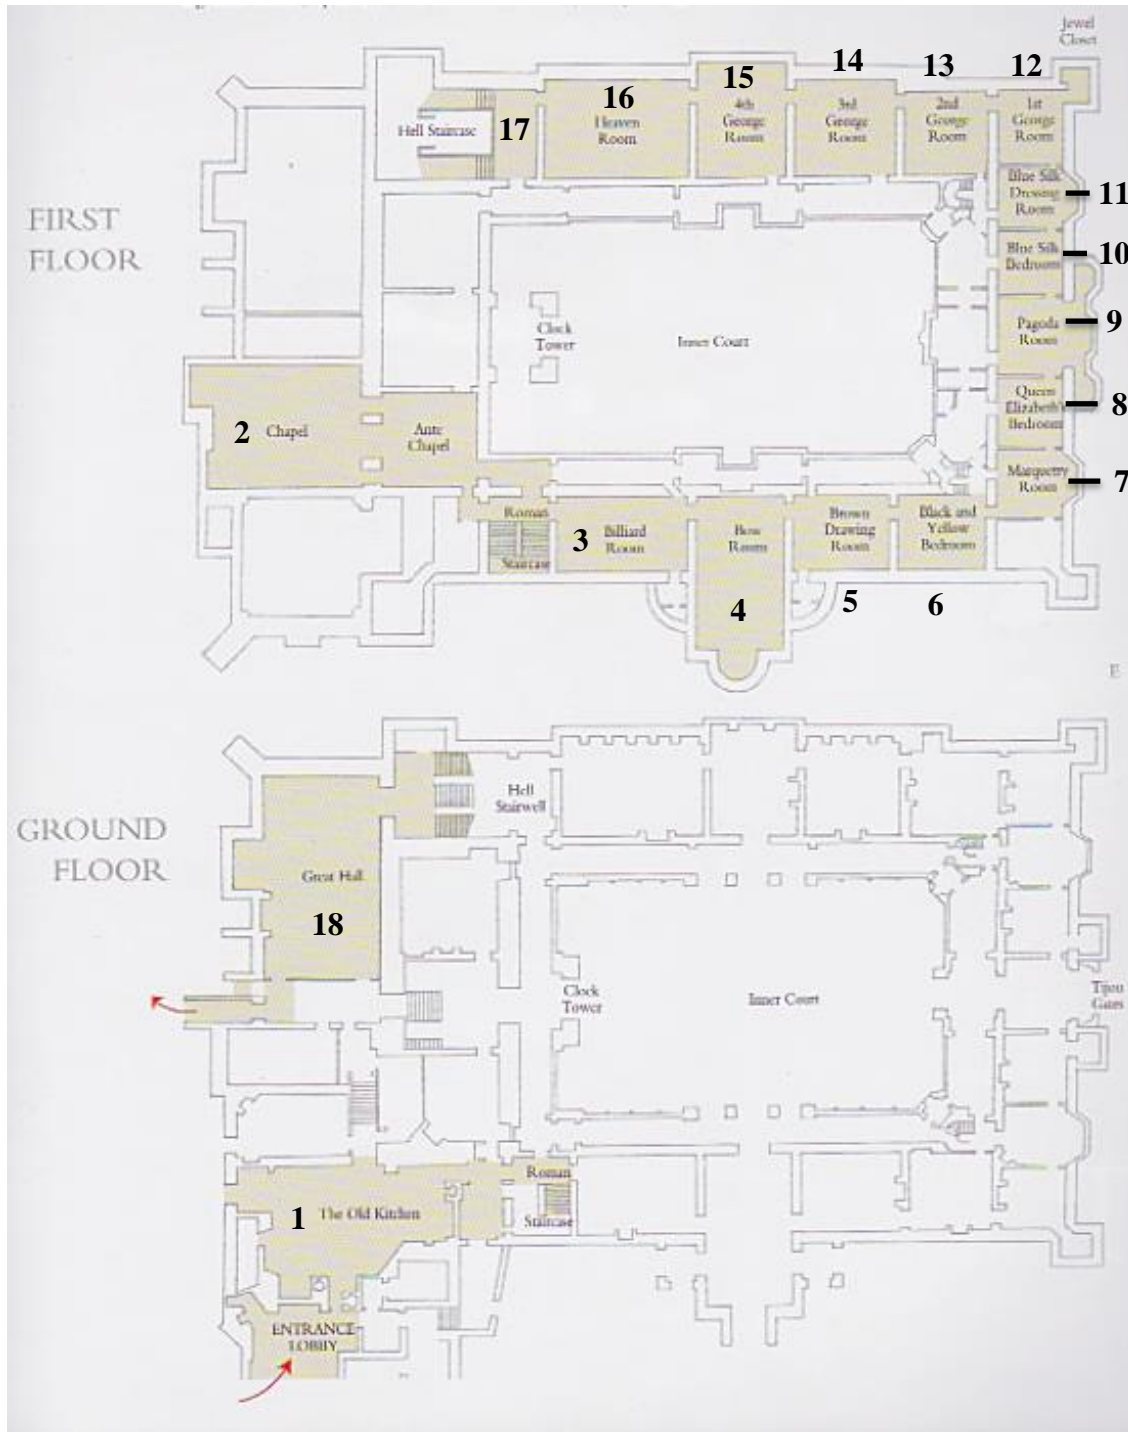 Jewel
Closet
14
13
12
15
16
17
Hell Staircase
Heaven
Room
4th
George
Room
3rd
George
Room
2nd
George
Room
1st
George
Room
FIRST
FLOOR
Blue Silk
Dressing
Room
11
Blue Silk
Bedroom
10
Pagoda
Room
9
Clock
Tower
Inner Court
Queen
Elizabeth's
Bedroom
8
2
Chapel
Ante
Chapel
Marquetry
Room
7
Roman
Staircase
3
Billiard
Room
Bow
Room
4
Brown
Drawing
Room
5
Black and
Yellow
Bedroom
6
E
GROUND
FLOOR
Hell
Stairwell
Great Hall
18
Clock
Tower
Inner Court
Tijou
Gates
Roman
Staircase
1
The Old Kitchen
ENTRANCE
LOBBY